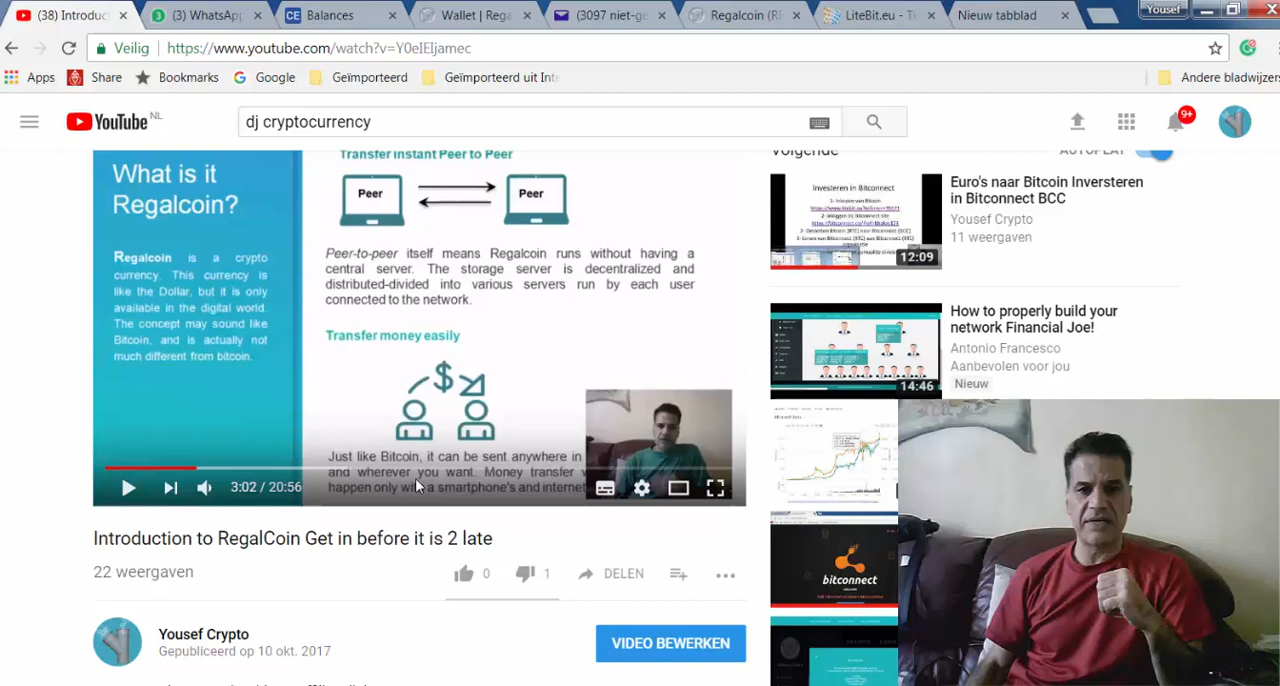 (38) Introduc
(3) WhatsAp
Balances
Wallet | Rega
(3097 niet-ge
Regalcoin (R
LiteBit.eu - T
Nieuw tabblad
Yousef
Veilig
https://www.youtube.com/watch?v=Y0eIEIjamec
Apps
Share
Bookmarks
Google
Geïmporteerd
Geïmporteerd uit Inte
Andere bladwijzers
YouTube NL
dj cryptocurrency
9+
Volgende
AUTOPLAY
What is it
Regalcoin?
Regalcoin is a crypto
currency. This currency is
like the Dollar, but it is only
available in the digital world.
The concept may sound like
Bitcoin, and is actually not
much different from bitcoin.
Transfer instant Peer to Peer
Peer
Peer
Peer-to-peer itself means Regalcoin runs without having a
central server. The storage server is decentralized and
distributed-divided into various servers run by each user
connected to the network.
Transfer money easily
$
Just like Bitcoin, it can be sent anywhere in
and wherever you want. Money transfer
happen only with a smartphone's and internet
3:02 / 20:56
Introduction to RegalCoin Get in before it is 2 late
22 weergaven
0
1
DELEN
Yousef Crypto
Gepubliceerd op 10 okt. 2017
VIDEO BEWERKEN
Investeren in Bitconnect
12:09
Euro's naar Bitcoin Inversteren
in Bitconnect BCC
Yousef Crypto
11 weergaven
14:46
How to properly build your
network Financial Joe!
Antonio Francesco
Aanbevolen voor jou
Nieuw
bitconnect